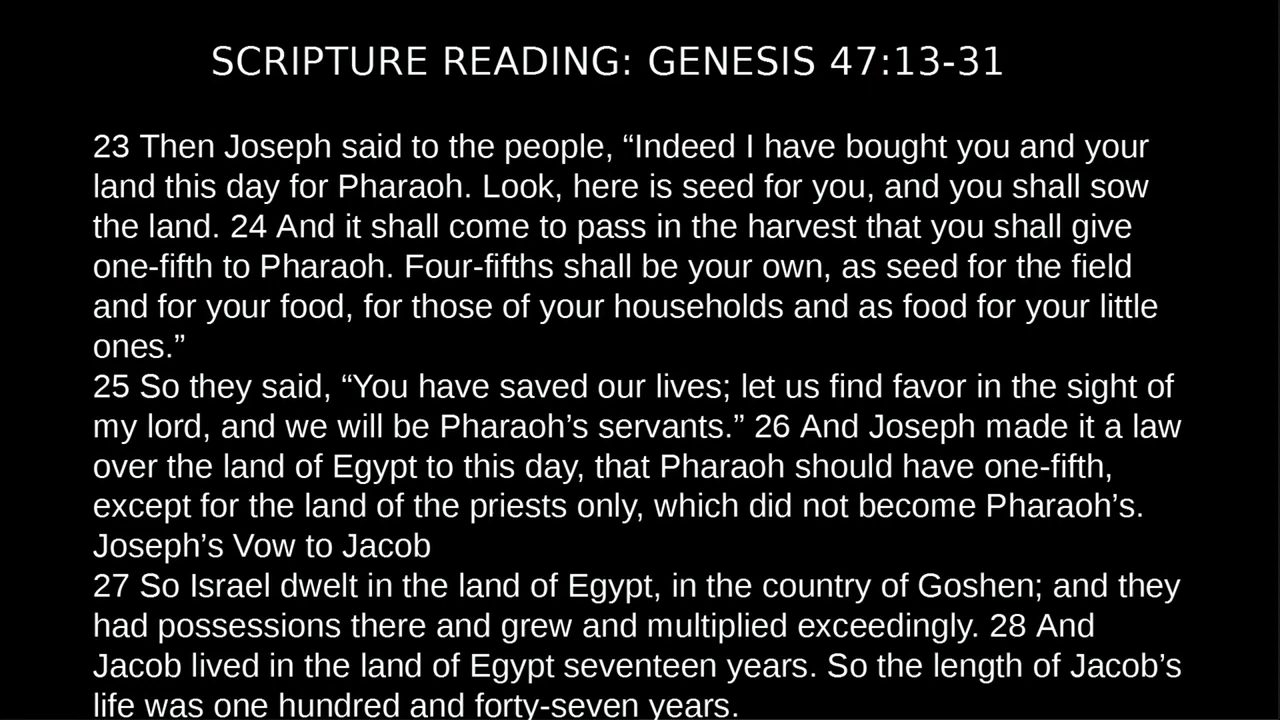 SCRIPTURE READING: GENESIS 47:13-31
23 Then Joseph said to the people, “Indeed I have bought you and your
land this day for Pharaoh. Look, here is seed for you, and you shall sow
the land. 24 And it shall come to pass in the harvest that you shall give
one-fifth to Pharaoh. Four-fifths shall be your own, as seed for the field
and for your food, for those of your households and as food for your little
ones.”
25 So they said, “You have saved our lives; let us find favor in the sight of
my lord, and we will be Pharaoh’s servants.” 26 And Joseph made it a law
over the land of Egypt to this day, that Pharaoh should have one-fifth,
except for the land of the priests only, which did not become Pharaoh’s.
Joseph’s Vow to Jacob
27 So Israel dwelt in the land of Egypt, in the country of Goshen; and they
had possessions there and grew and multiplied exceedingly. 28 And
Jacob lived in the land of Egypt seventeen years. So the length of Jacob’s
life was one hundred and forty-seven years.